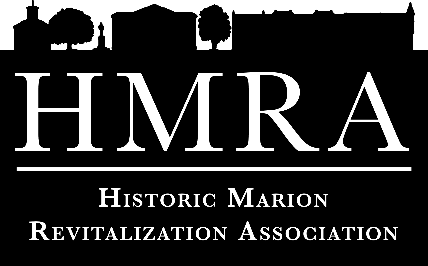 HMRA
Historic Marion
Revitalization Association